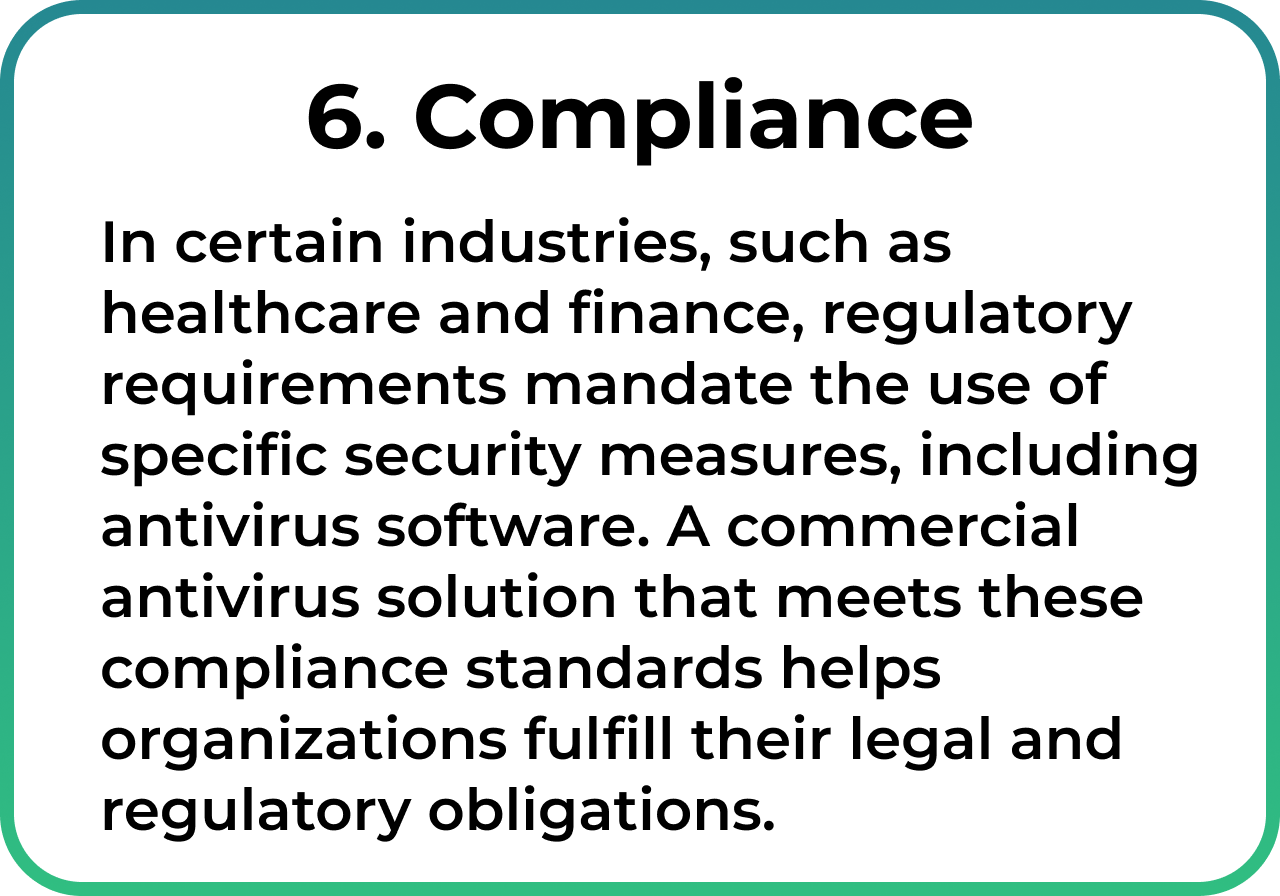 6. Compliance
In certain industries, such as
healthcare and finance, regulatory
requirements mandate the use of
specific security measures, including
antivirus software. A commercial
antivirus solution that meets these
compliance standards helps
organizations fulfill their legal and
regulatory obligations.